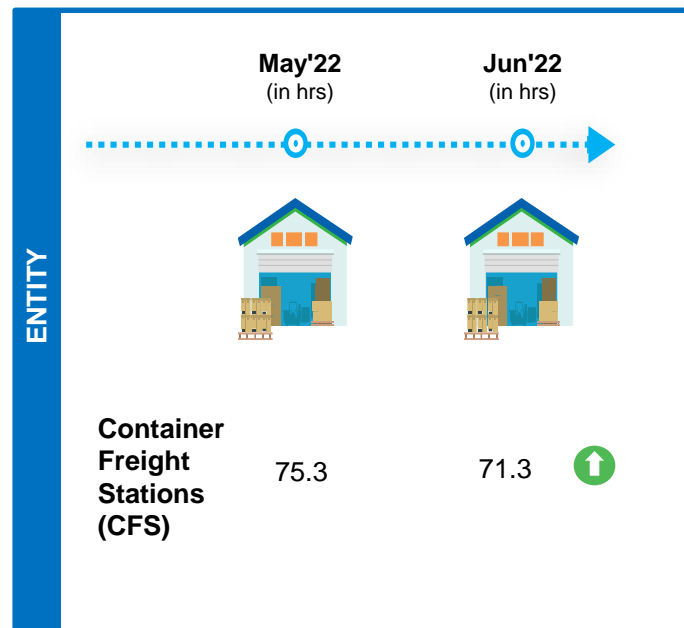 ENTITY
May'22
(in hrs)
Jun'22
(in hrs)
Container
Freight
Stations
(CFS)
75.3
71.3